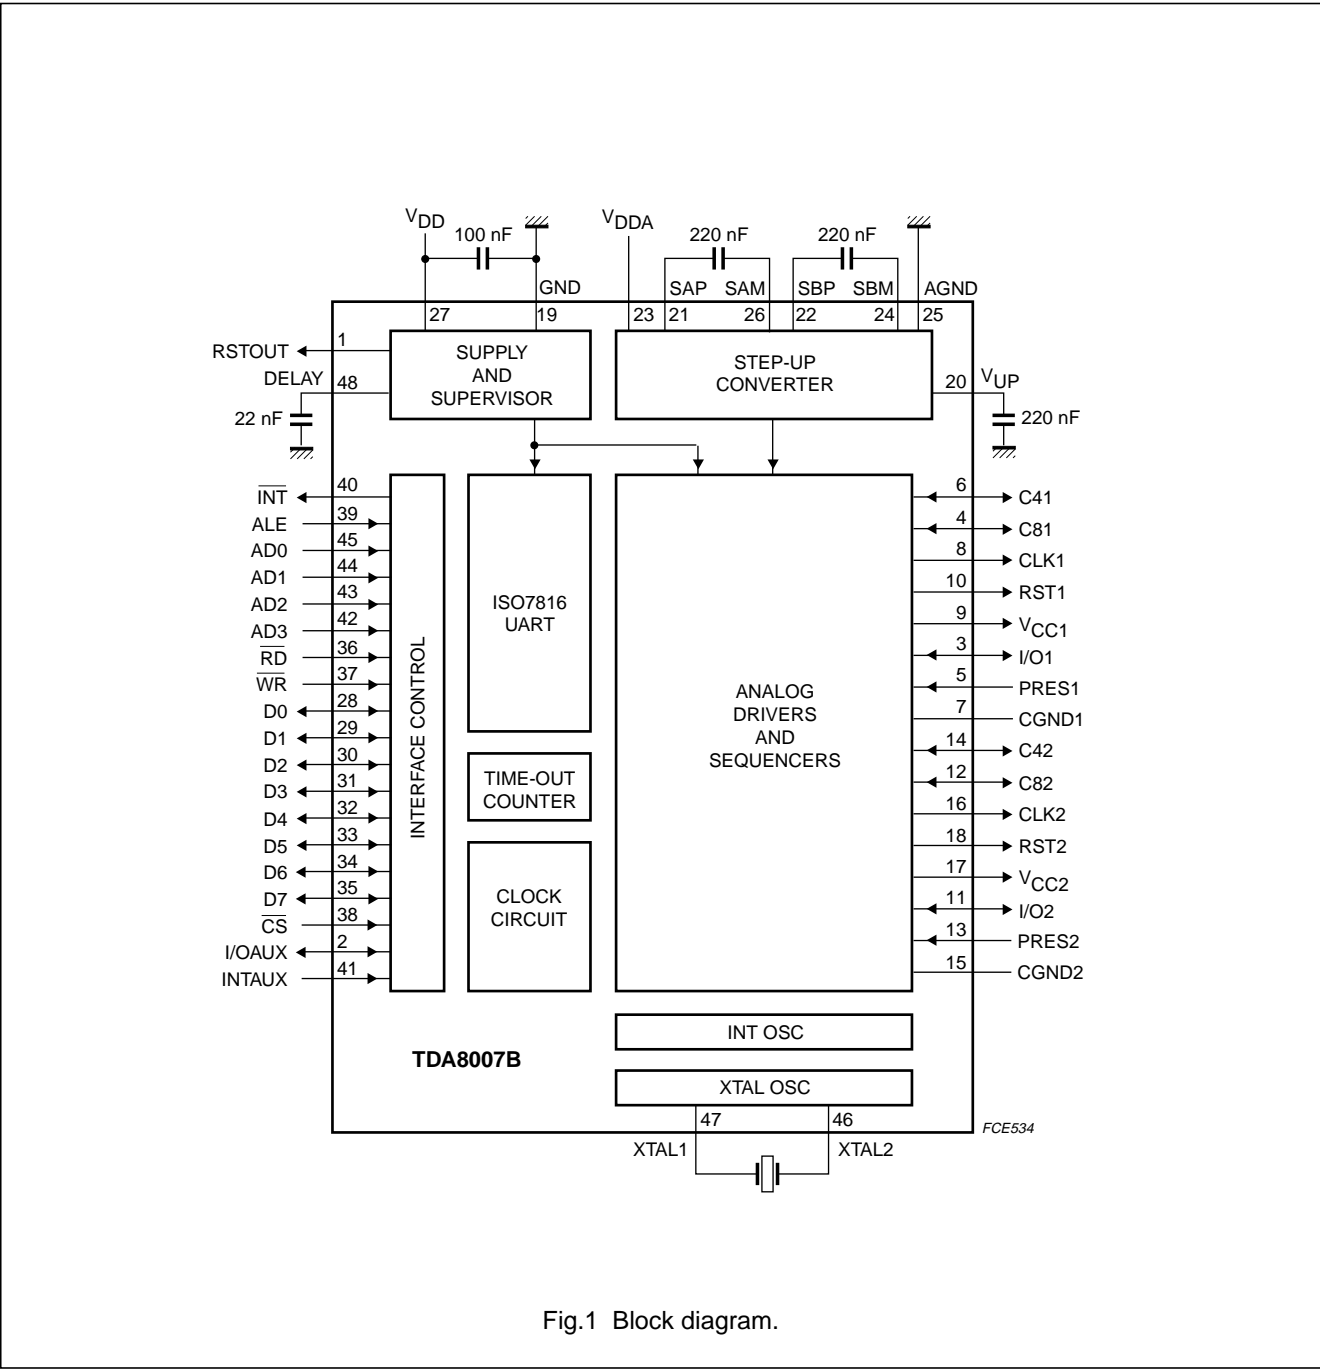 VDD
100 nF
VDDA
220 nF
220 nF
GND
SAP
SAM
SBP
SBM
AGND
27
19
23
21
26
22
24
25
RSTOUT
1
DELAY
48
22 nF
SUPPLY
AND
SUPERVISOR
STEP-UP
CONVERTER
20
VUP
220 nF
INT
40
ALE
39
AD0
45
AD1
44
AD2
43
AD3
42
RD
36
WR
37
D0
28
D1
29
D2
30
D3
31
D4
32
D5
33
D6
34
D7
35
CS
38
I/OAUX
2
INTAUX
41
INTERFACE CONTROL
ISO7816
UART
TIME-OUT
COUNTER
CLOCK
CIRCUIT
ANALOG
DRIVERS
AND
SEQUENCERS
6
C41
4
C81
8
CLK1
10
RST1
9
VCC1
3
I/O1
5
PRES1
7
CGND1
14
C42
12
C82
16
CLK2
18
RST2
17
VCC2
11
I/O2
13
PRES2
15
CGND2
INT OSC
TDA8007B
XTAL OSC
47
46
XTAL1
XTAL2
FCE534
Fig.1 Block diagram.